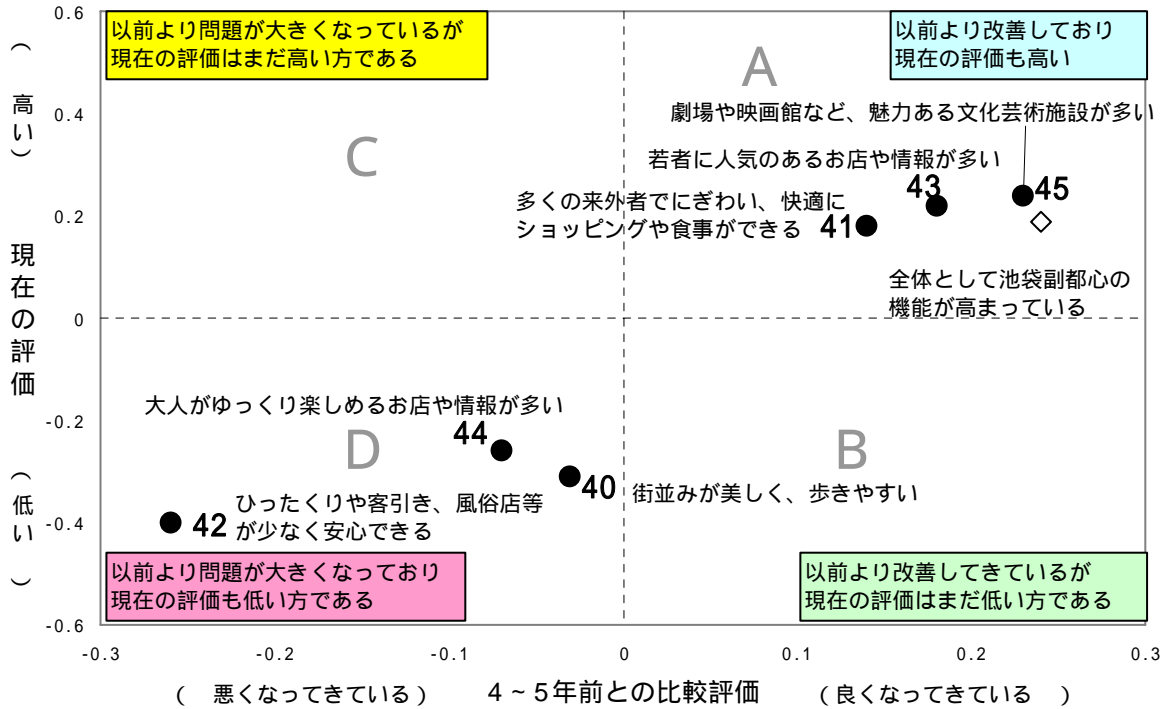 0.6
0.4
0.2
0
-0.2
-0.4
-0.6
（高い）
現在の評価
（低い）
以前より問題が大きくなっているが
現在の評価はまだ高い方である
A
以前より改善しており
現在の評価も高い
C
劇場や映画館など、魅力ある文化芸術施設が多い
若者に人気のあるお店や情報が多い
43
45
多くの来外者でにぎわい、快適に
ショッピングや食事ができる
41
全体として池袋副都心の
機能が高まっている
大人がゆっくり楽しめるお店や情報が多い
44
D
B
40
街並みが美しく、歩きやすい
42
ひったくりや客引き、風俗店等
が少なく安心できる
以前より問題が大きくなっており
現在の評価も低い方である
以前より改善してきているが
現在の評価はまだ低い方である
-0.3
-0.2
-0.1
0
0.1
0.2
0.3
（ 悪くなってきている）
4～5年前との比較評価
（良くなってきている ）